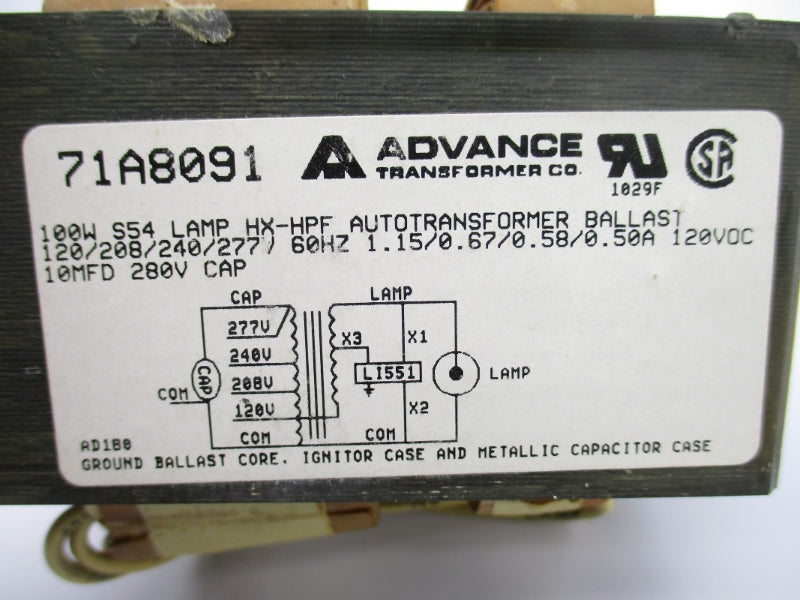 71A8091 ADVANCE
TRANSFORMER CO.
1029F
100W S54 LAMP HX-HPF AUTOTRANSFORMER BALLAST
120/208/240/277V 60HZ 1.15/0.67/0.58/0.50A 120VOC
10MFD 280V CAP
CAP LAMP
277V
X3 X1
240V
LI551 LAMP
CAP 208V
COM
X2
120V
COM COM
AD180
GROUND BALLAST CORE. IGNITOR CASE AND METALLIC CAPACITOR CASE